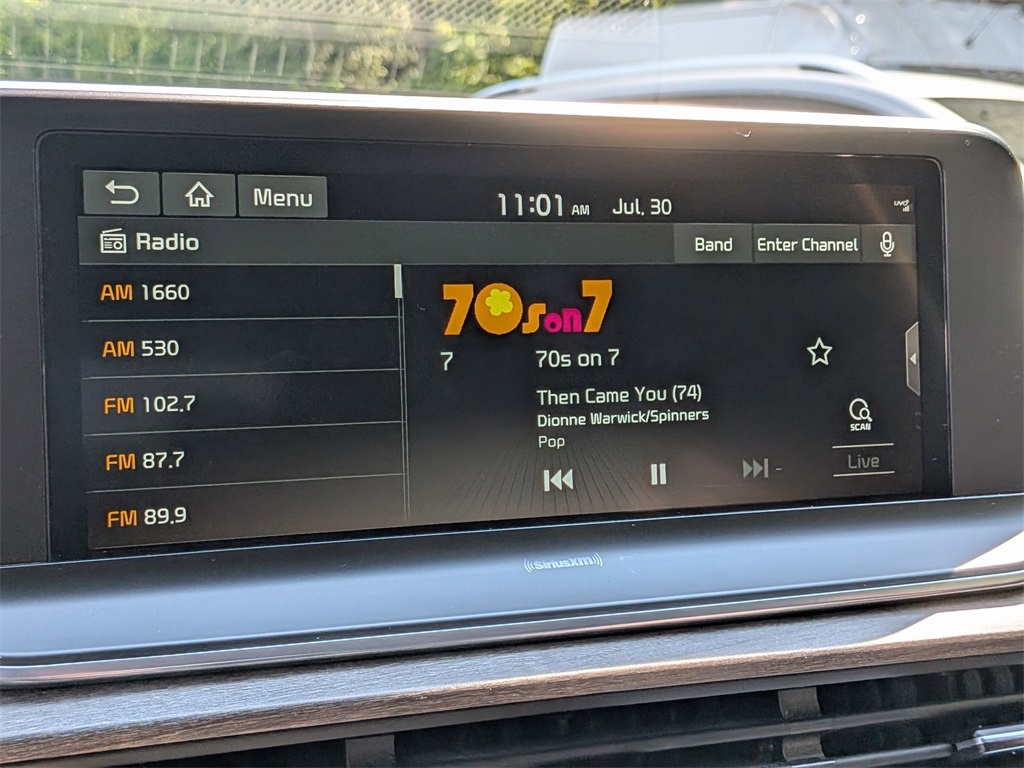 Menu
11:01 AM Jul, 30
UVO
Radio
Band
Enter Channel
AM 1660
AM 530
FM 102.7
FM 87.7
FM 89.9
70s on 7
7
70s on 7
Then Came You (74)
Dionne Warwick/Spinners
Pop
SCAN
Live
((SiriusXM))